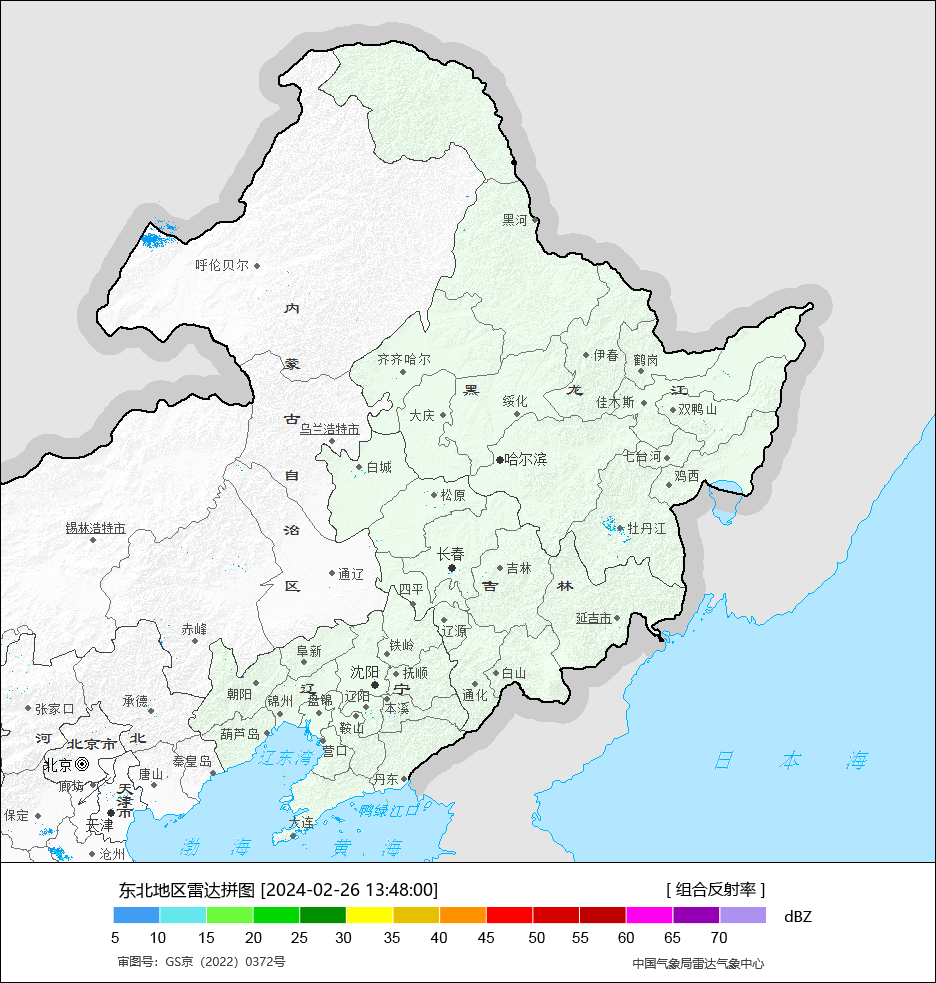 黑河
呼伦贝尔
内
蒙
古
自
治
区
齐齐哈尔
伊春
鹤岗
黑
龙
江
绥化
佳木斯
双鸭山
大庆
乌兰浩特市
白城
哈尔滨
七台河
鸡西
松原
锡林浩特市
牡丹江
长春
通辽
吉林
四平
吉
林
延吉市
赤峰
辽源
铁岭
阜新
沈阳
抚顺
白山
朝阳
辽
宁
通化
锦州
盘锦
辽阳
本溪
承德
张家口
葫芦岛
鞍山
河
北京市
北
营口
辽东湾
秦皇岛
北京
唐山
丹东
廊坊
天
津
市
日
本
海
保定
天津
鸭绿江口
大连
渤
海
黄
海
沧州
东北地区雷达拼图 [2024-02-26 13:48:00]
[ 组合反射率 ]
dBZ
5 10 15 20 25 30 35 40 45 50 55 60 65 70
审图号：GS京（2022）0372号
中国气象局雷达气象中心